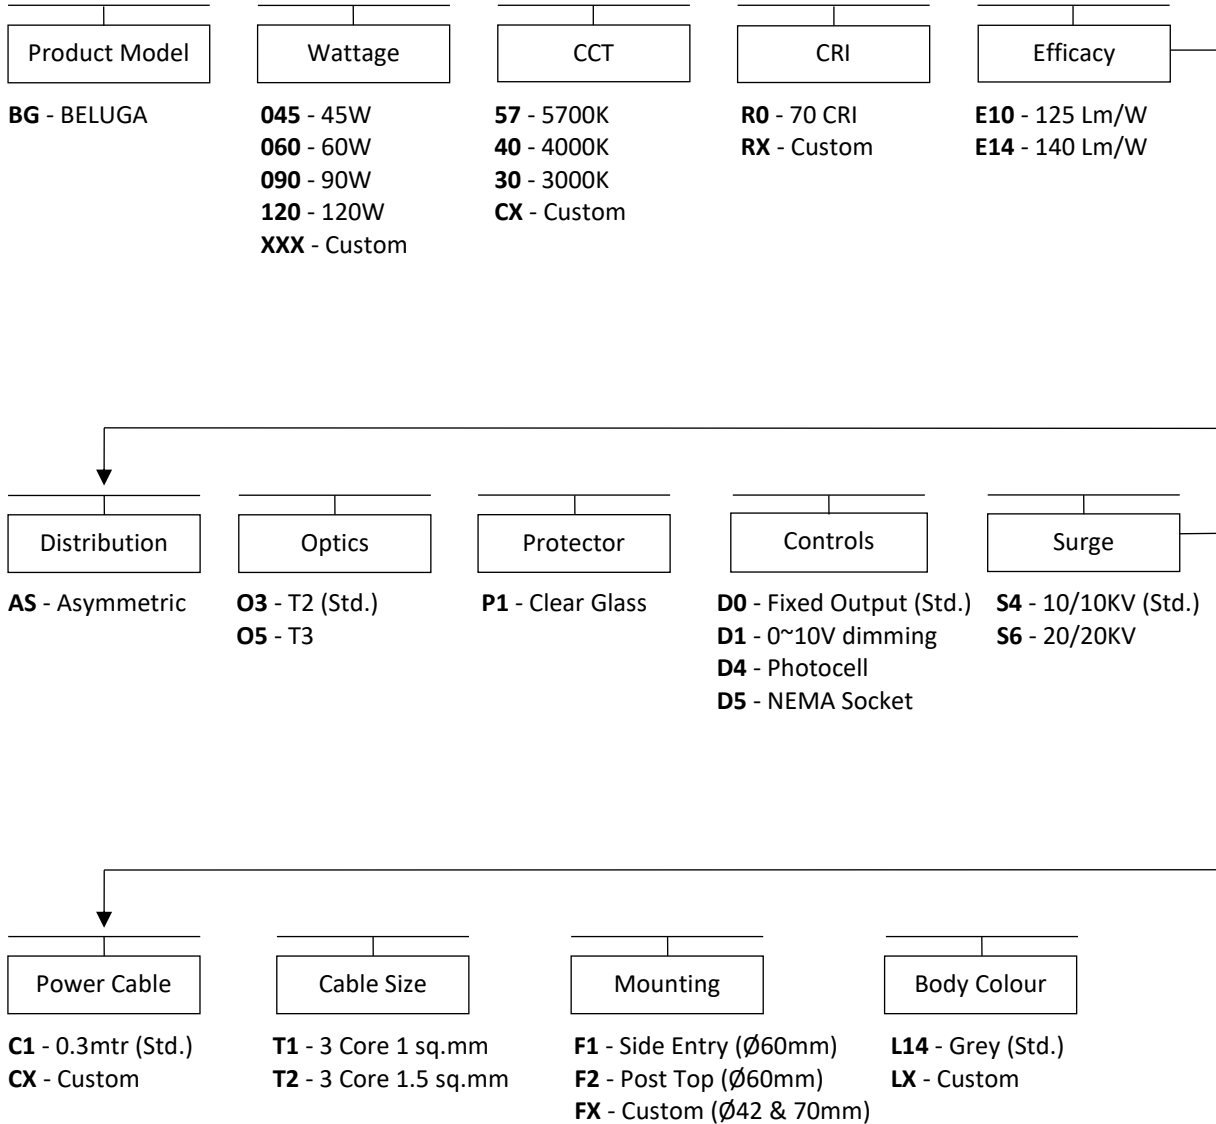 Product Model
Wattage
CCT
CRI
Efficacy
BG - BELUGA
045 - 45W
060 - 60W
090 - 90W
120 - 120W
XXX - Custom
57 - 5700K
40 - 4000K
30 - 3000K
CX - Custom
R0 - 70 CRI
RX - Custom
E10 - 125 Lm/W
E14 - 140 Lm/W
Distribution
Optics
Protector
Controls
Surge
AS - Asymmetric
O3 - T2 (Std.)
O5 - T3
P1 - Clear Glass
D0 - Fixed Output (Std.)
D1 - 0~10V dimming
D4 - Photocell
D5 - NEMA Socket
S4 - 10/10KV (Std.)
S6 - 20/20KV
Power Cable
Cable Size
Mounting
Body Colour
C1 - 0.3mtr (Std.)
CX - Custom
T1 - 3 Core 1 sq.mm
T2 - 3 Core 1.5 sq.mm
F1 - Side Entry (Ø60mm)
F2 - Post Top (Ø60mm)
FX - Custom (Ø42 & 70mm)
L14 - Grey (Std.)
LX - Custom